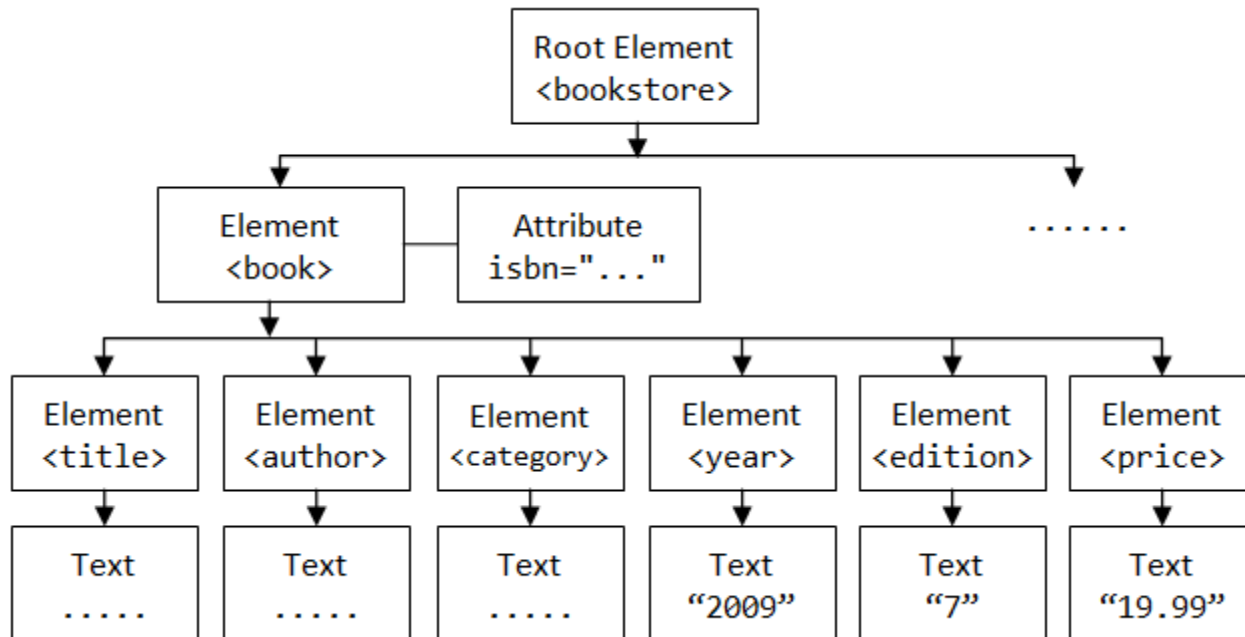 Root Element
<bookstore>
Element
<book>
Attribute
isbn="..."
......
Element
<title>
Element
<author>
Element
<category>
Element
<year>
Element
<edition>
Element
<price>
Text
.....
Text
.....
Text
.....
Text
“2009”
Text
“7”
Text
“19.99”